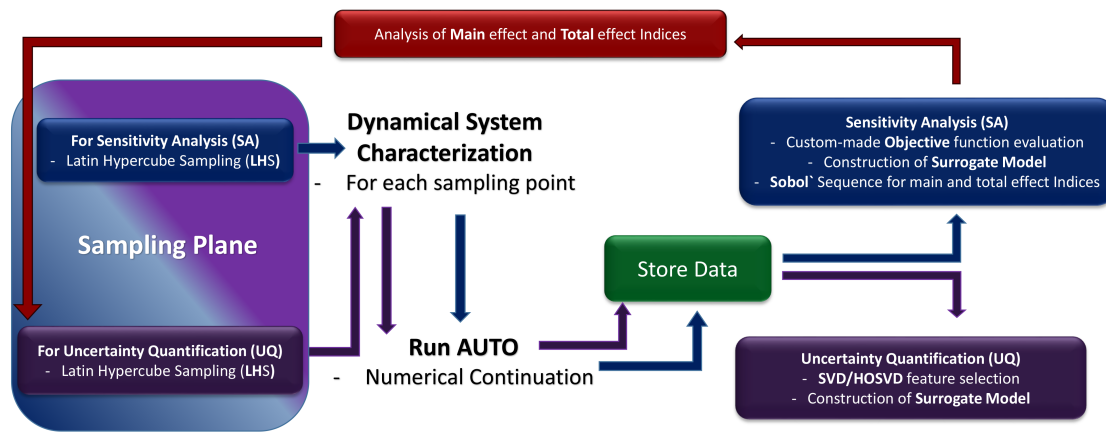 Analysis of Main effect and Total effect Indices
For Sensitivity Analysis (SA)
- Latin Hypercube Sampling (LHS)
Sampling Plane
For Uncertainty Quantification (UQ)
- Latin Hypercube Sampling (LHS)
Dynamical System
Characterization
- For each sampling point
Run AUTO
- Numerical Continuation
Store Data
Sensitivity Analysis (SA)
- Custom-made Objective function evaluation
- Construction of Surrogate Model
- Sobol` Sequence for main and total effect Indices
Uncertainty Quantification (UQ)
- SVD/HOSVD feature selection
- Construction of Surrogate Model